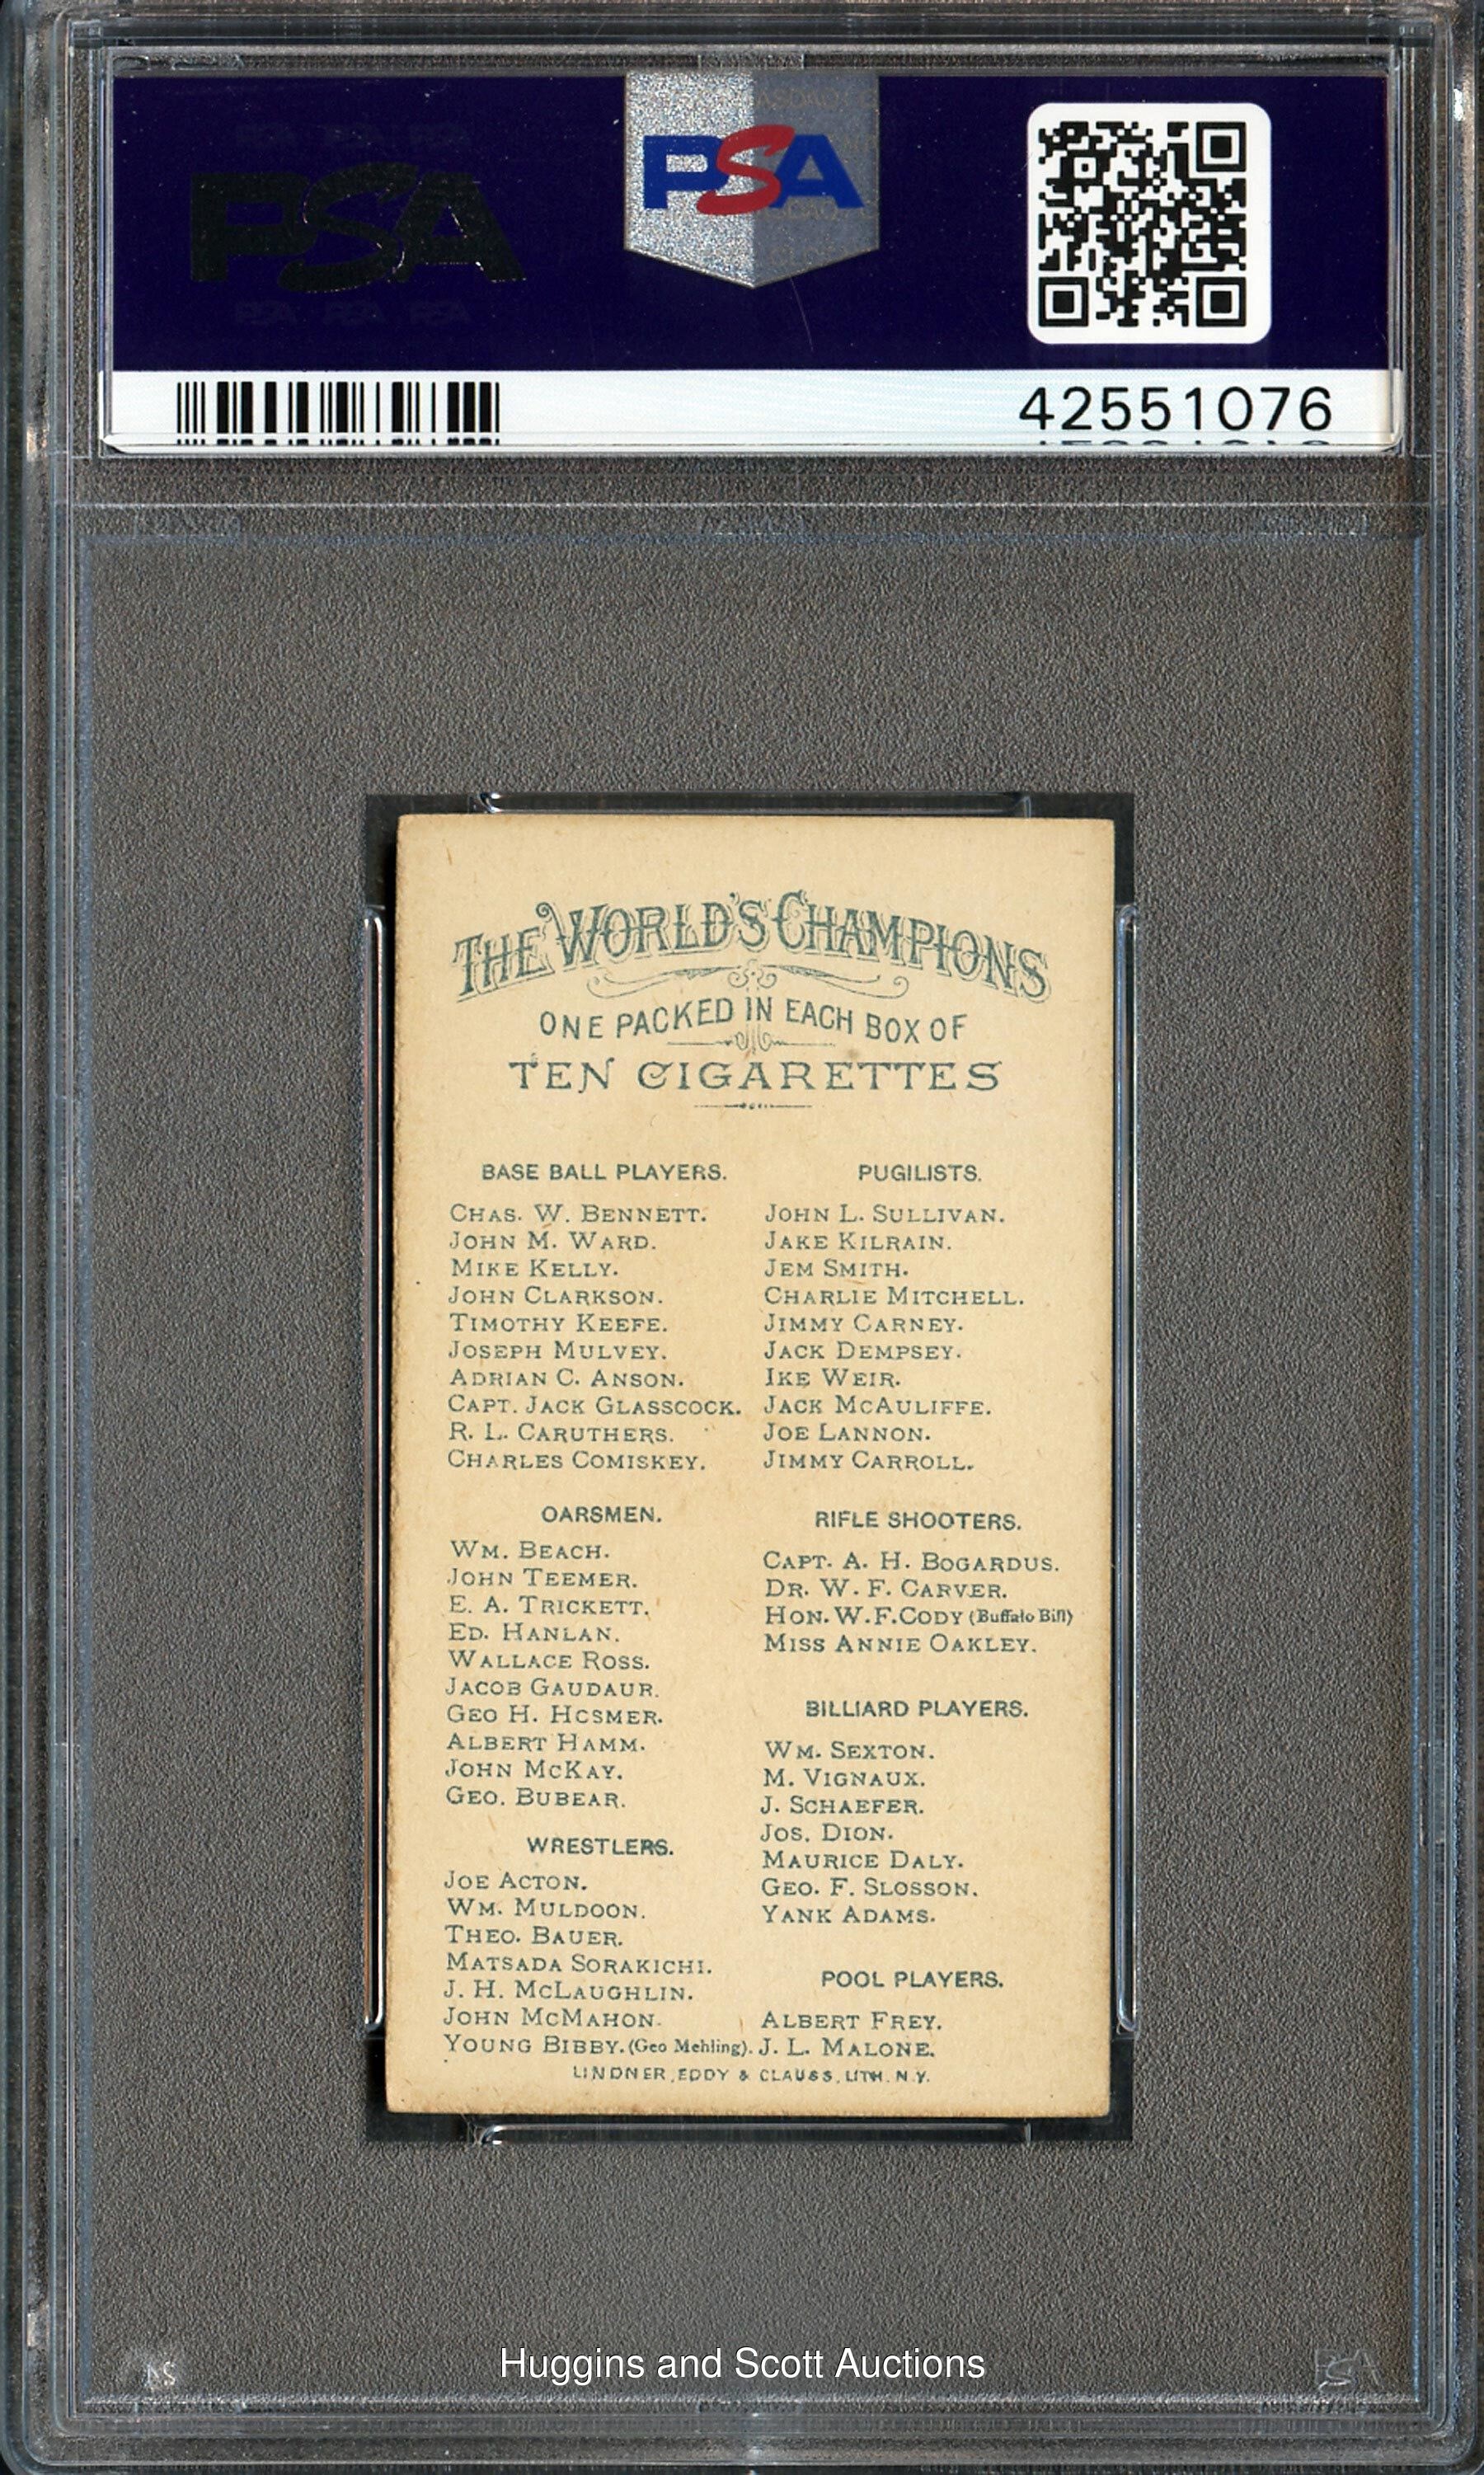 PSA
PSA
42551076
THE WORLD'S CHAMPIONS
ONE PACKED IN EACH BOX OF
TEN CIGARETTES
BASE BALL PLAYERS.
CHAS. W. BENNETT.
JOHN M. WARD.
MIKE KELLY.
JOHN CLARKSON.
TIMOTHY KEEFE.
JOSEPH MULVEY.
ADRIAN C. ANSON.
CAPT. JACK GLASSCOCK.
R. L. CARUTHERS.
CHARLES COMISKEY.
OARSMEN.
WM. BEACH.
JOHN TEEMER.
E. A. TRICKETT.
ED. HANLAN.
WALLACE ROSS.
JACOB GAUDAUR.
GEO H. HOSMER.
ALBERT HAMM.
JOHN MCKAY.
GEO. BUBEAR.
WRESTLERS.
JOE ACTON.
WM. MULDOON.
THEO. BAUER.
MATSADA SORAKICHI.
J. H. MCLAUGHLIN.
JOHN MCMAHON.
YOUNG BIBBY. (Geo Mehling).
PUGILISTS.
JOHN L. SULLIVAN.
JAKE KILRAIN.
JEM SMITH.
CHARLIE MITCHELL.
JIMMY CARNEY.
JACK DEMPSEY.
IKE WEIR.
JACK MCAULIFFE.
JOE LANNON.
JIMMY CARROLL.
RIFLE SHOOTERS.
CAPT. A. H. BOGARDUS.
DR. W. F. CARVER.
HON. W. F. CODY (Buffalo Bill)
MISS ANNIE OAKLEY.
BILLIARD PLAYERS.
WM. SEXTON.
M. VIGNAUX.
J. SCHAEFER.
JOS. DION.
MAURICE DALY.
GEO. F. SLOSSON.
YANK ADAMS.
POOL PLAYERS.
ALBERT FREY.
J. L. MALONE.
LINDNER, EDDY & CLAUSS, LITH. N.Y.
Huggins and Scott Auctions
PSA